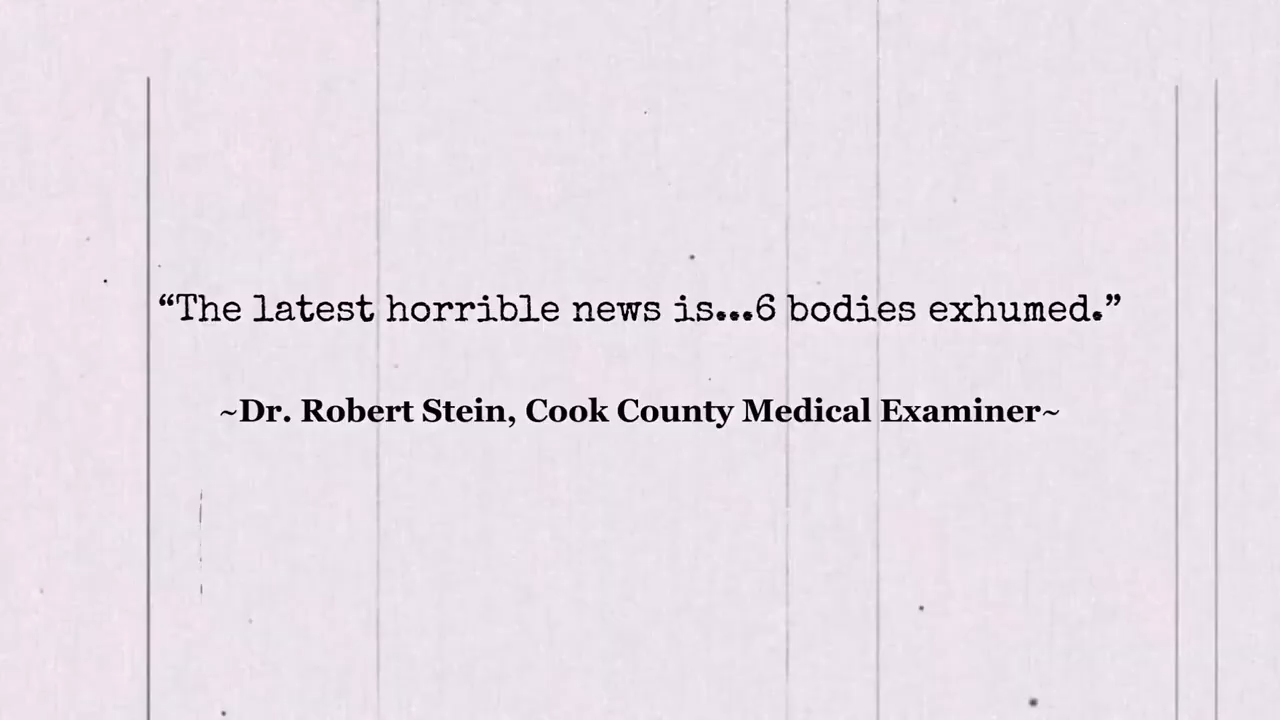 “The latest horrible news is...6 bodies exhumed.”
~Dr. Robert Stein, Cook County Medical Examiner~